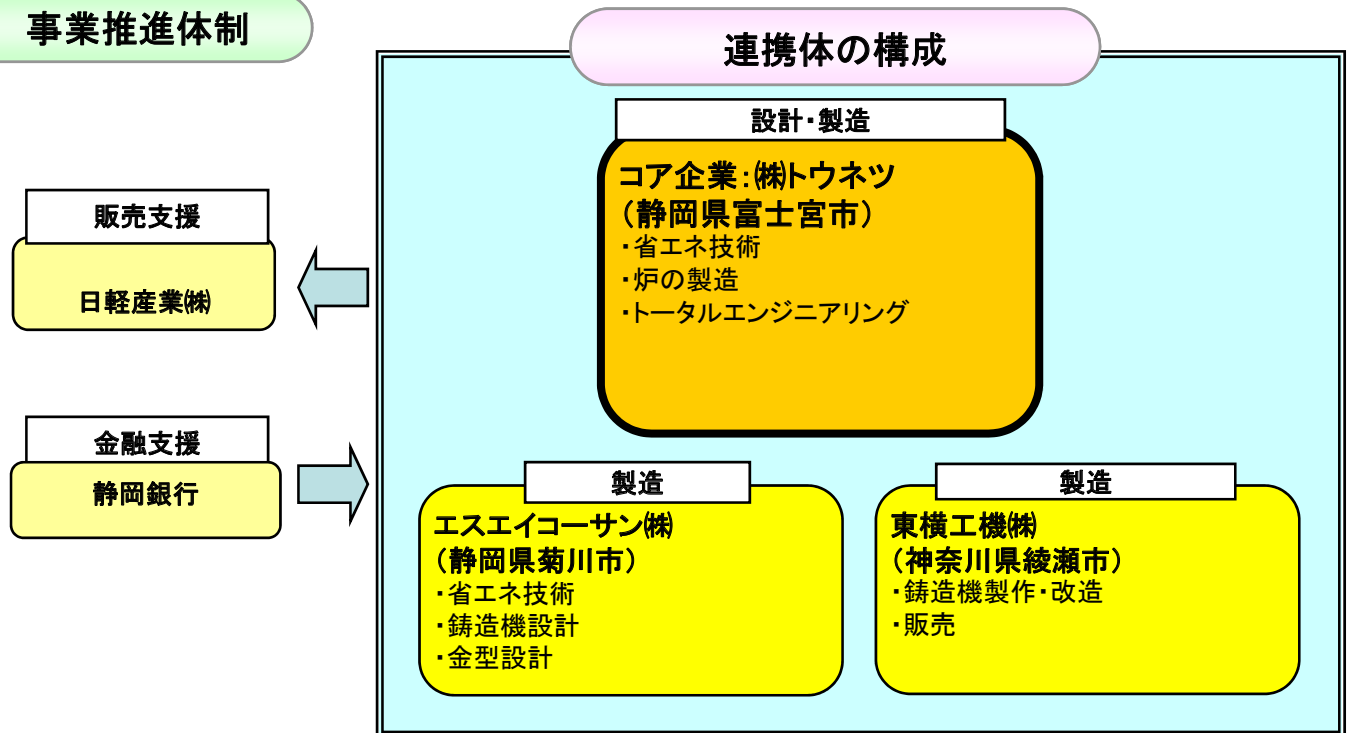 事業推進体制
連携体の構成
設計・製造
コア企業:㈱トウネツ
(静岡県富士宮市)
・省エネ技術
・炉の製造
・トータルエンジニアリング
販売支援
日軽産業㈱
金融支援
静岡銀行
製造
エスエイコーサン㈱
(静岡県菊川市)
・省エネ技術
・鋳造機設計
・金型設計
製造
東横工機㈱
(神奈川県綾瀬市)
・鋳造機製作・改造
・販売